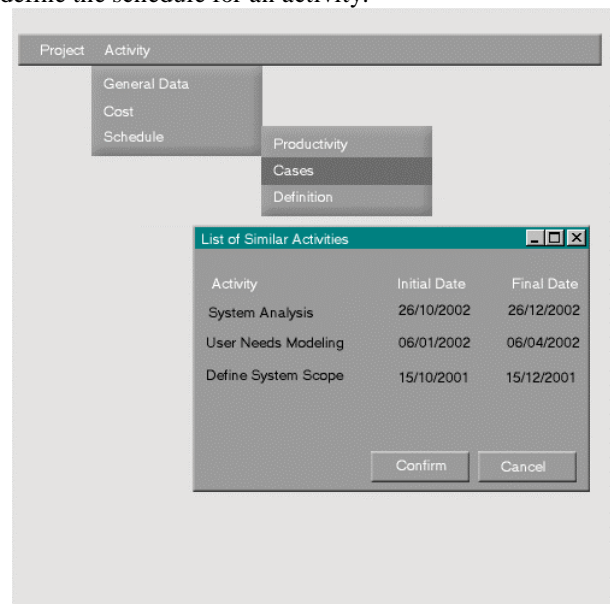 define the schedule for an activity.
Project Activity
General Data
Cost
Schedule
Productivity
Cases
Definition
List of Similar Activities
Activity Initial Date Final Date
System Analysis 26/10/2002 26/12/2002
User Needs Modeling 06/01/2002 06/04/2002
Define System Scope 15/10/2001 15/12/2001
Confirm Cancel